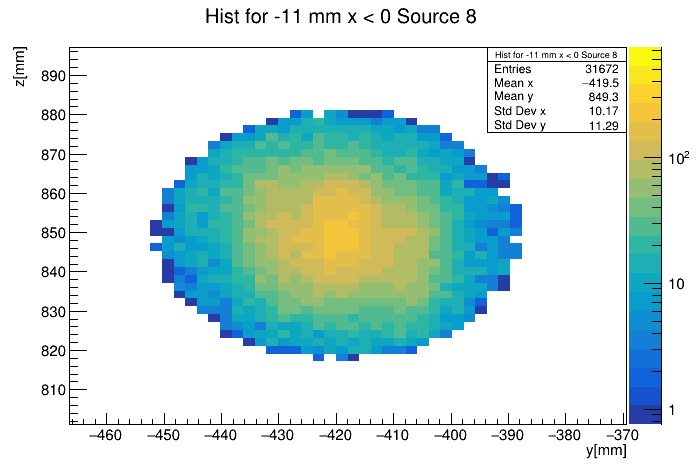 Hist for -11 mm x < 0 Source 8
z[mm]
Hist for -11 mm x < 0 Source 8
Entries 31672
Mean x −419.5
Mean y 849.3
Std Dev x 10.17
Std Dev y 11.29
890
880
870
860
850
840
830
820
810
10²
10
1
−460 −450 −440 −430 −420 −410 −400 −390 −380 −370
y[mm]